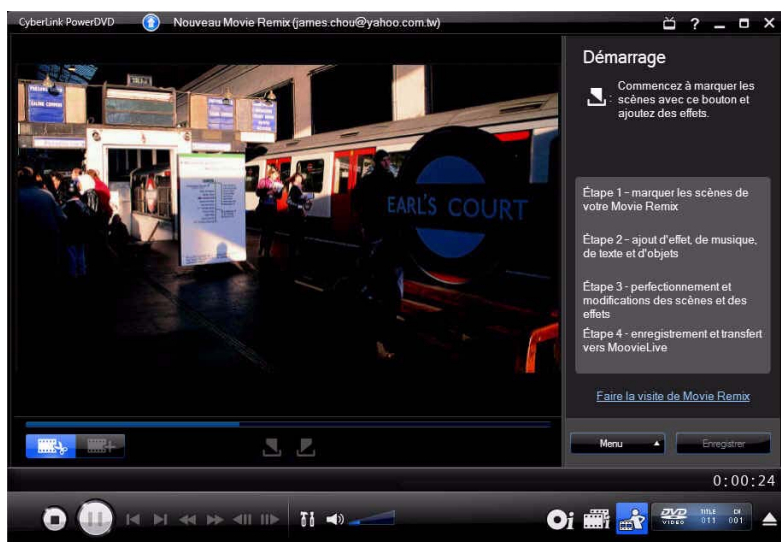 CyberLink PowerDVD
Nouveau Movie Remix (james.chou@yahoo.com.tw)
?
EARL'S COURT
Démarrage
: Commencez à marquer les
scènes avec ce bouton et
ajoutez des effets.
Étape 1 – marquer les scènes de
votre Movie Remix
Étape 2 – ajout d'effet, de musique,
de texte et d'objets
Étape 3 - perfectionnement et
modifications des scènes et des
effets
Étape 4 - enregistrement et transfert
vers MoovieLive
Faire la visite de Movie Remix
Menu
Enregistrer
0:00:24
DVD VIDEO
TITLE 011
CH 001